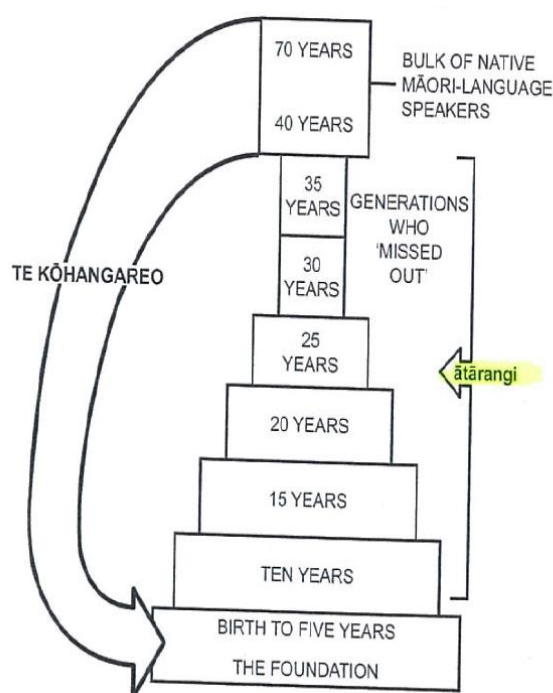 70 YEARS
40 YEARS
BULK OF NATIVE
MĀORI-LANGUAGE
SPEAKERS
35
YEARS
30
YEARS
GENERATIONS
WHO
'MISSED
OUT'
TE KŌHANGAREO
25
YEARS
ātārangi
20 YEARS
15 YEARS
TEN YEARS
BIRTH TO FIVE YEARS
THE FOUNDATION